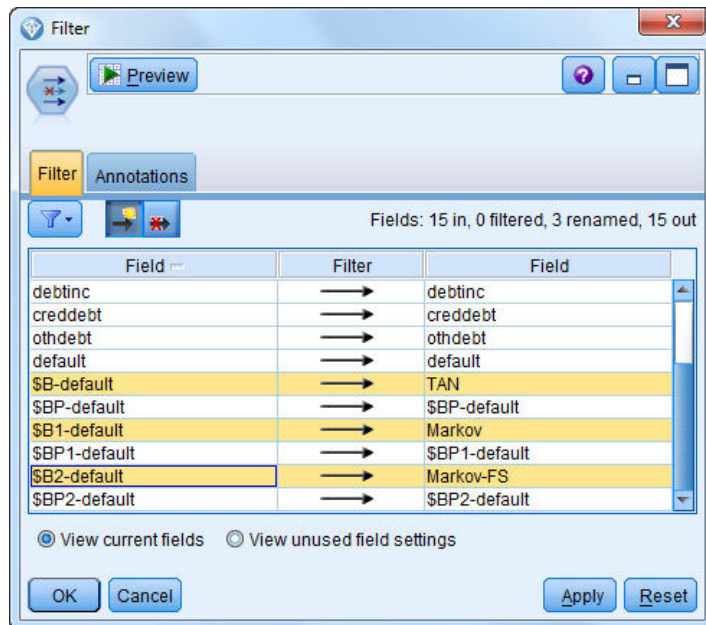 Filter
Preview
Filter Annotations
Fields: 15 in, 0 filtered, 3 renamed, 15 out
Field Filter Field
debtinc debtinc
creddebt creddebt
othdebt othdebt
default default
$B-default TAN
$BP-default $BP-default
$B1-default Markov
$BP1-default $BP1-default
$B2-default Markov-FS
$BP2-default $BP2-default
View current fields View unused field settings
OK Cancel Apply Reset